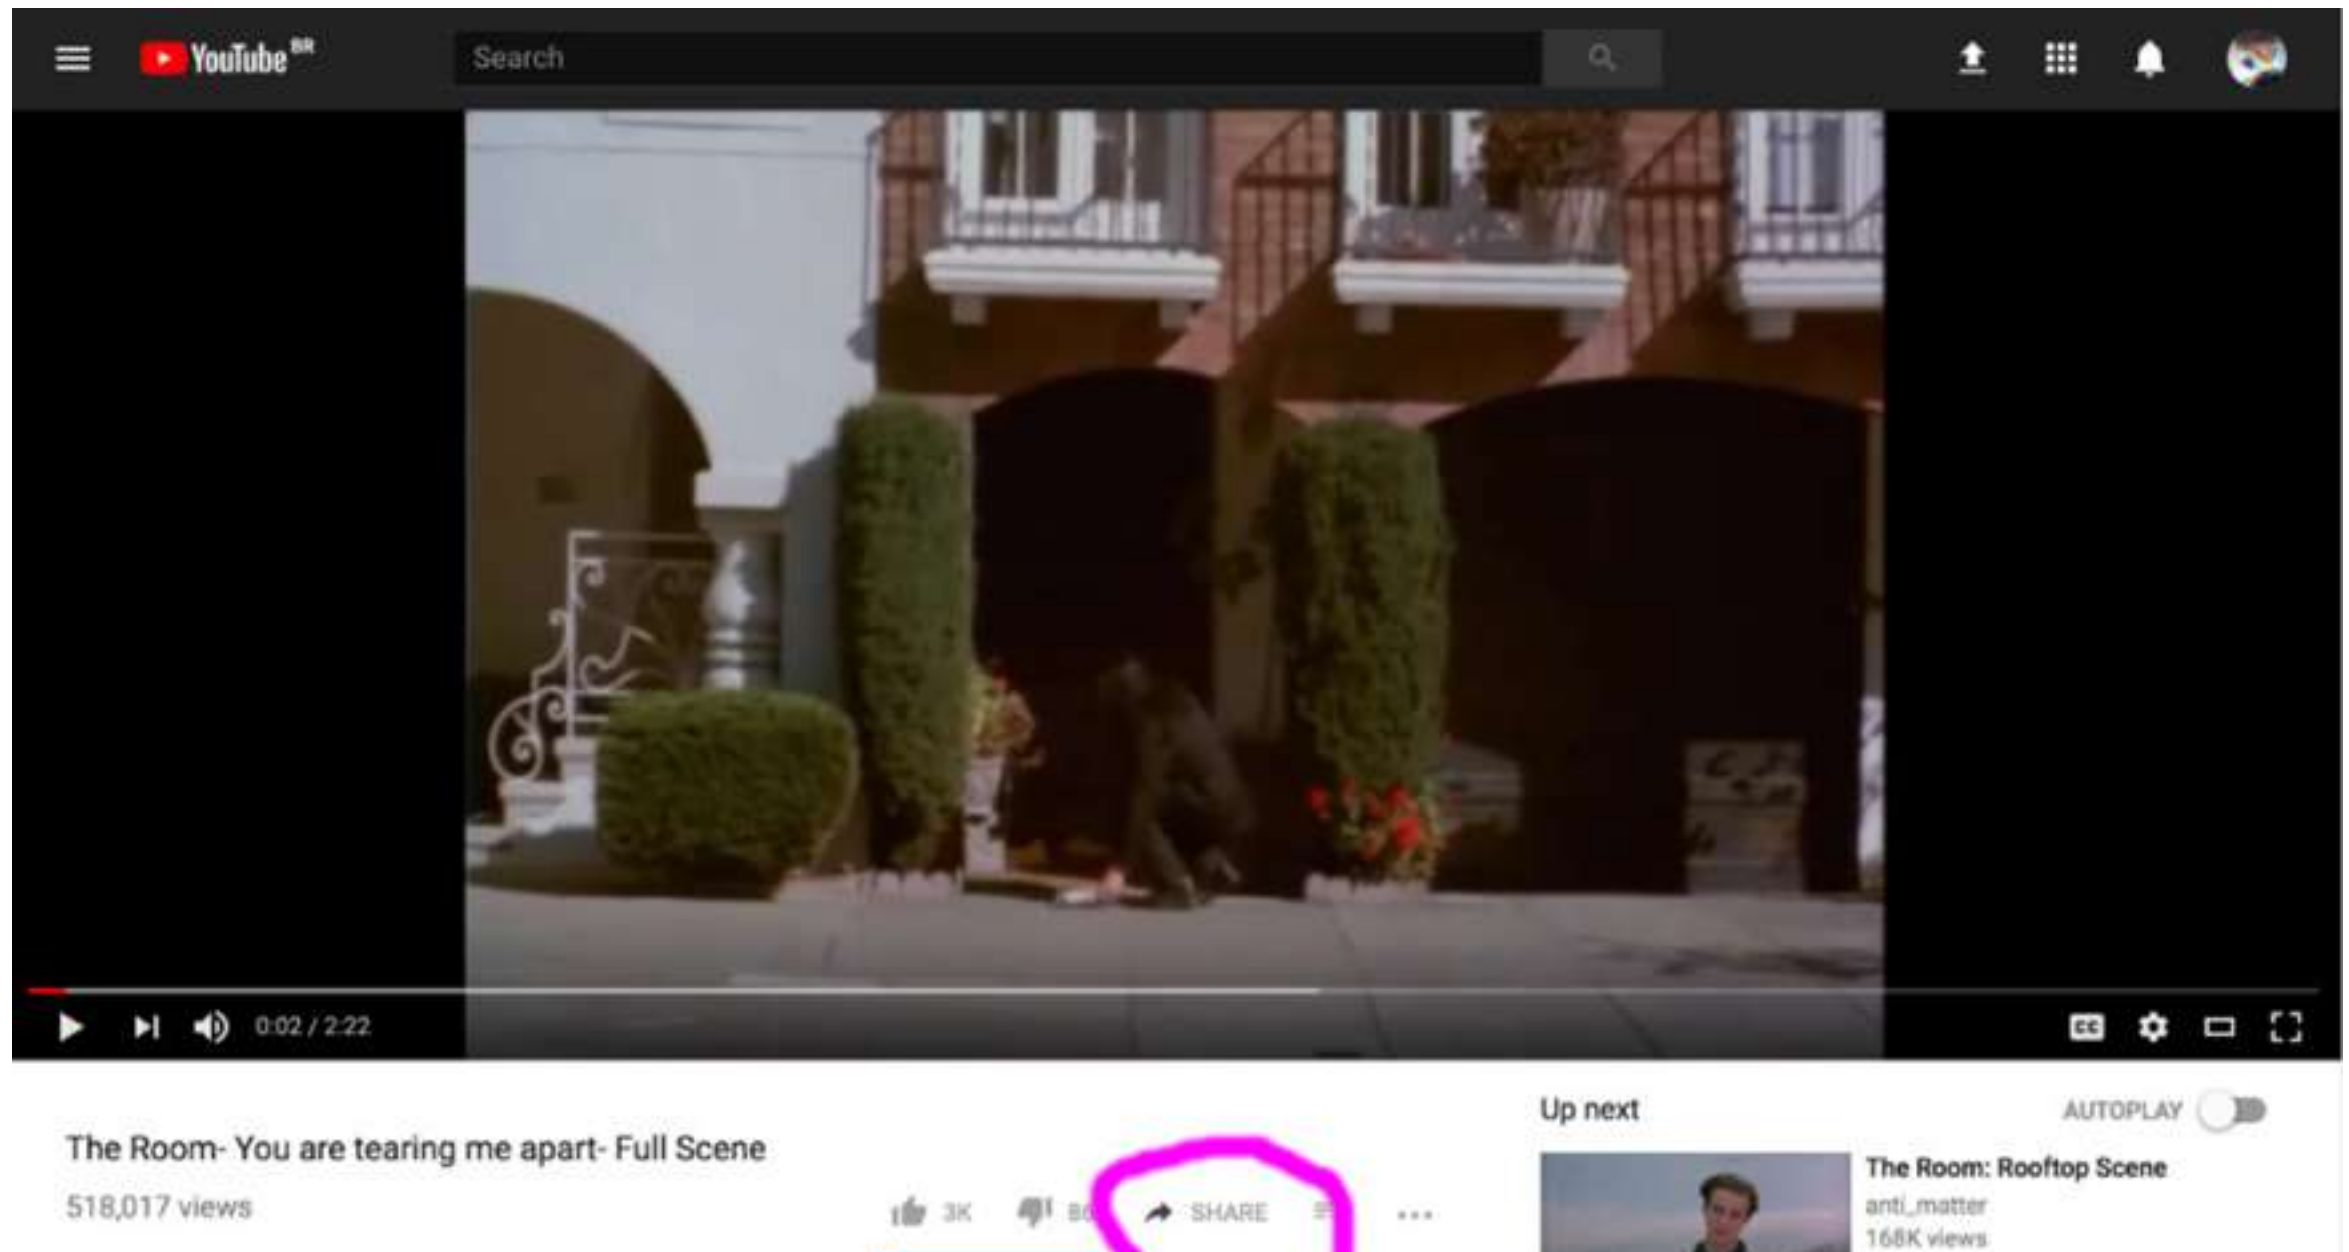 YouTube BR
Search
0:02 / 2:22
CC
The Room- You are tearing me apart- Full Scene
518,017 views
3K
SHARE
Up next
AUTOPLAY
The Room: Rooftop Scene
anti_matter
168K views